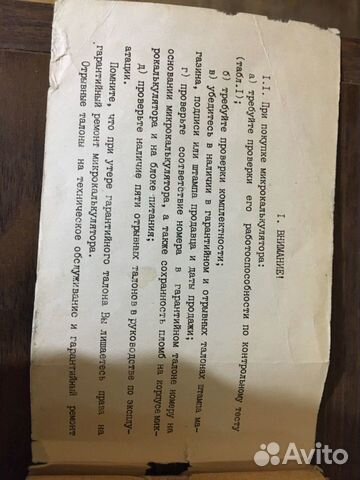 I. ВНИМАНИЕ!
I.I. При покупке микрокалькулятора:
а) требуйте проверки его работоспособности по контрольному тесту
(табл.I);
б) требуйте проверки комплектности;
в) убедитесь в наличии в гарантийном и отрывных талонах штампа ма-
газина, подписи или штампа продавца и даты продажи;
г) проверьте соответствие номера в гарантийном талоне номеру на
основании микрокалькулятора, а также сохранность пломб на корпусе мик-
рокалькулятора и на блоке питания;
д) проверьте наличие пяти отрывных талонов в руководстве по эксплу-
атации.
Помните, что при утере гарантийного талона Вы лишаетесь права на
гарантийный ремонт микрокалькулятора.
Отрывные талоны на техническое обслуживание и гарантийный ремонт
Avito